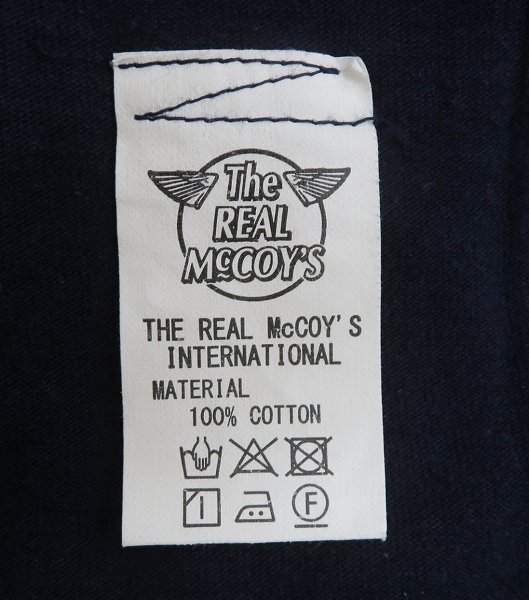 The
REAL
McCOY'S
THE REAL McCOY'S
INTERNATIONAL
MATERIAL
100% COTTON
F